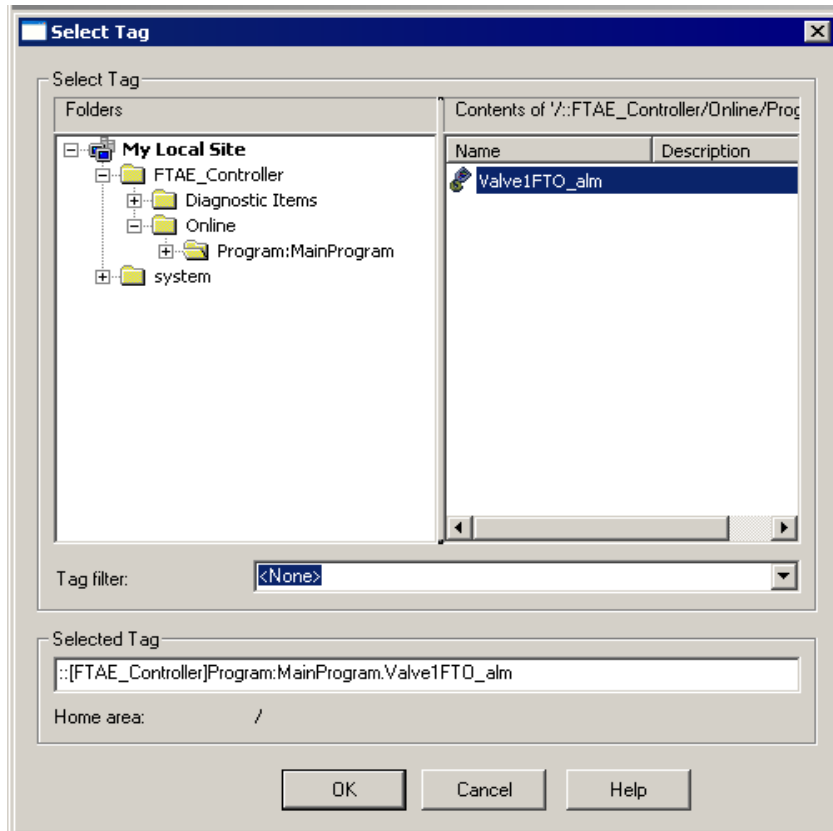 Select Tag
Select Tag
Folders
Contents of '/::FTAE_Controller/Online/Prog
My Local Site
FTAE_Controller
Diagnostic Items
Online
Program:MainProgram
system
Name Description
Valve1FTO_alm
Tag filter: <None>
Selected Tag
::[FTAE_Controller]Program:MainProgram.Valve1FTO_alm
Home area: /
OK Cancel Help